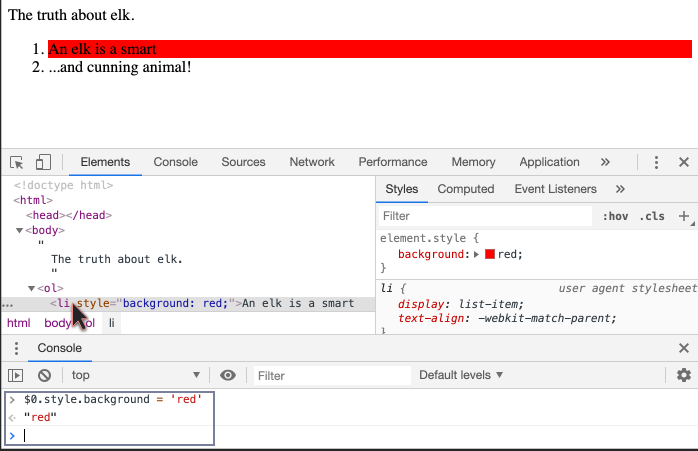 The truth about elk.
1. An elk is a smart
2. ...and cunning animal!
Elements Console Sources Network Performance Memory Application »
<!doctype html>
<html>
<head></head>
<body>
"
The truth about elk.
"
<ol>
… <li style="background: red;">An elk is a smart
html body ol li
Styles Computed Event Listeners »
Filter :hov .cls +
element.style {
background: red;
}
li { user agent stylesheet
display: list-item;
text-align: -webkit-match-parent;
}
Console
top Filter Default levels
> $0.style.background = 'red'
"red"
>